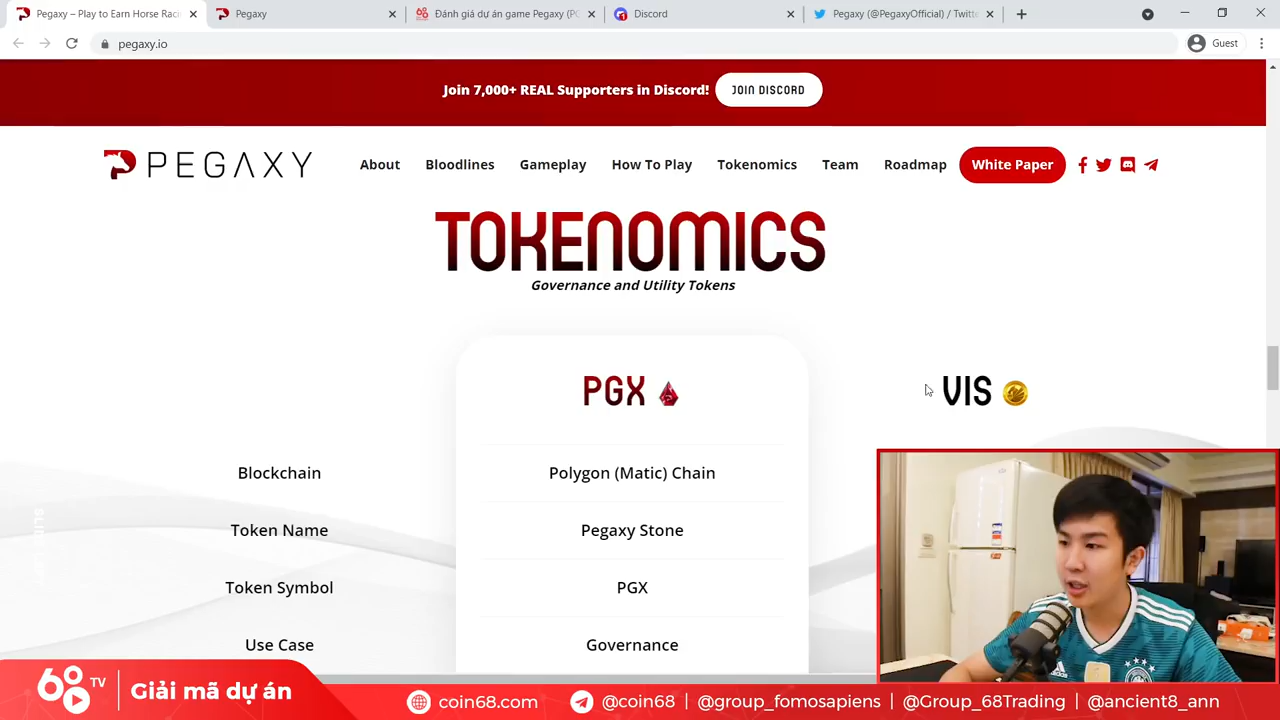 Pegaxy – Play to Earn Horse Raci
Pegaxy
Đánh giá dự án game Pegaxy (PG
Discord
Pegaxy (@PegaxyOfficial) / Twitte
pegaxy.io
Guest
Join 7,000+ REAL Supporters in Discord!
JOIN DISCORD
PEGAXY
About
Bloodlines
Gameplay
How To Play
Tokenomics
Team
Roadmap
White Paper
TOKENOMICS
Governance and Utility Tokens
PGX
VIS
Blockchain
Polygon (Matic) Chain
Token Name
Pegaxy Stone
Token Symbol
PGX
Use Case
Governance
68 TV
Giải mã dự án
coin68.com
@coin68
@group_fomosapiens
@Group_68Trading
@ancient8_ann